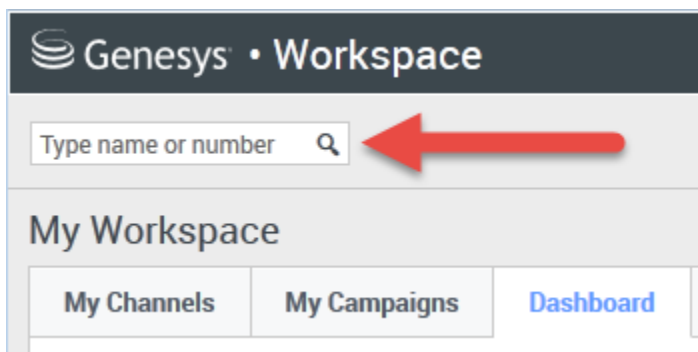 Genesys • Workspace
Type name or number
My Workspace
My Channels My Campaigns Dashboard